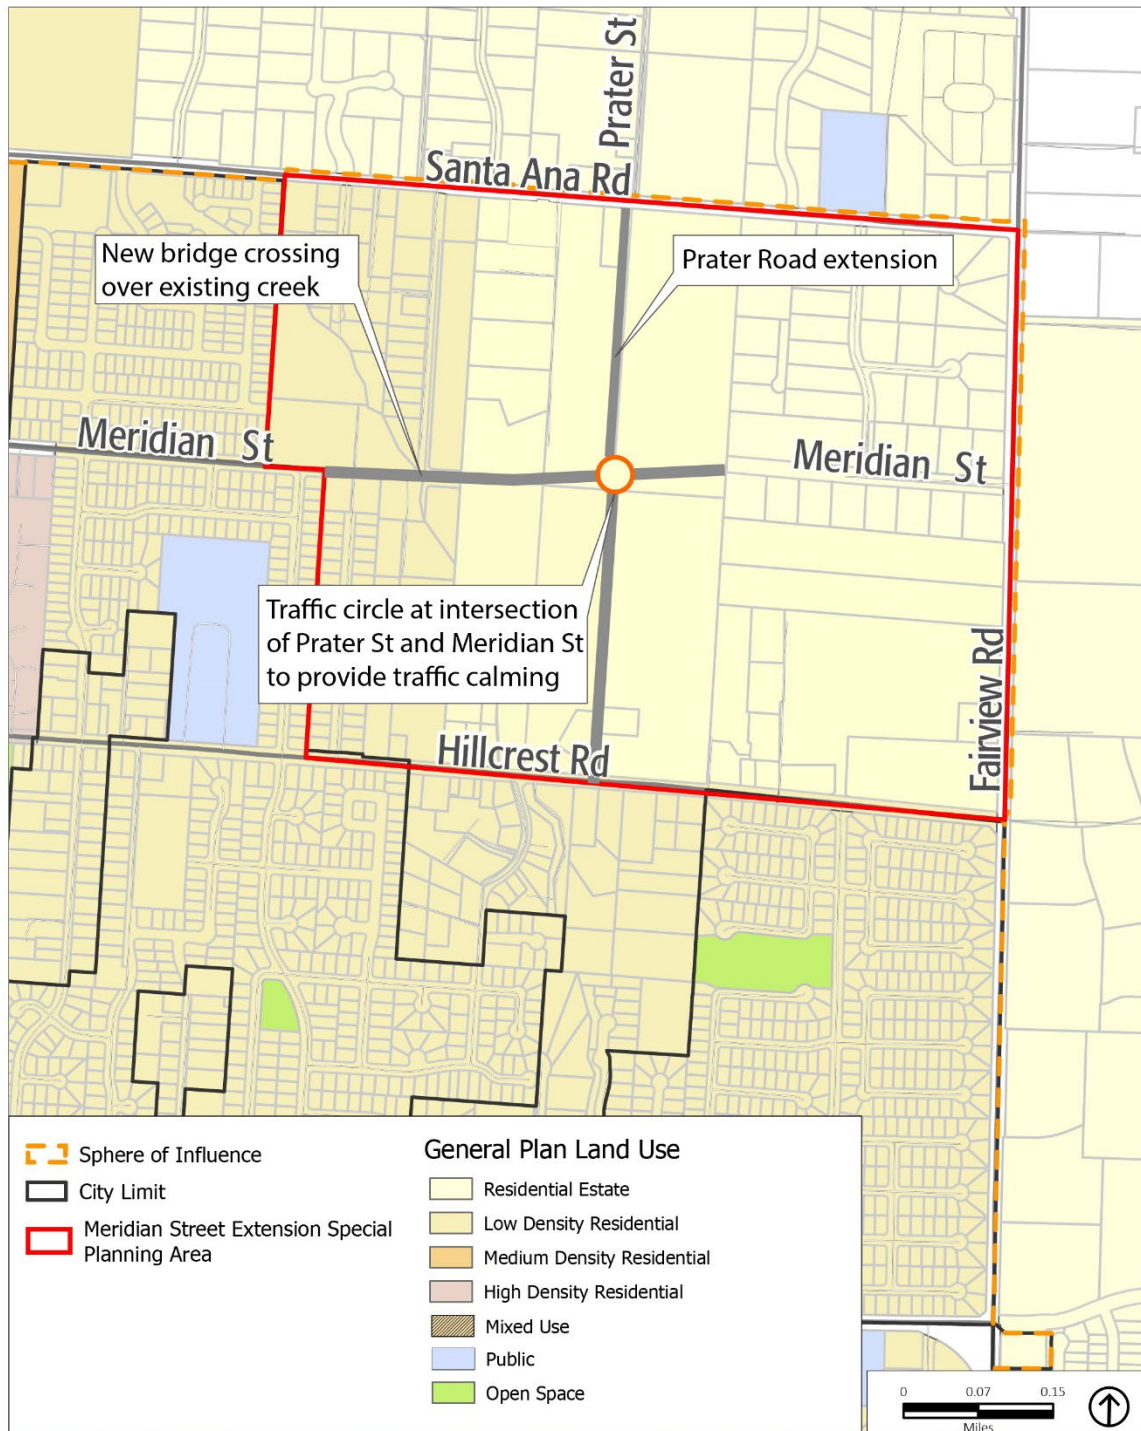 Prater St
Santa Ana Rd
New bridge crossing
over existing creek
Prater Road extension
Meridian St
Meridian St
Traffic circle at intersection
of Prater St and Meridian St
to provide traffic calming
Fairview Rd
Hillcrest Rd
Sphere of Influence
City Limit
Meridian Street Extension Special
Planning Area
General Plan Land Use
Residential Estate
Low Density Residential
Medium Density Residential
High Density Residential
Mixed Use
Public
Open Space
0 0.07 0.15
Miles